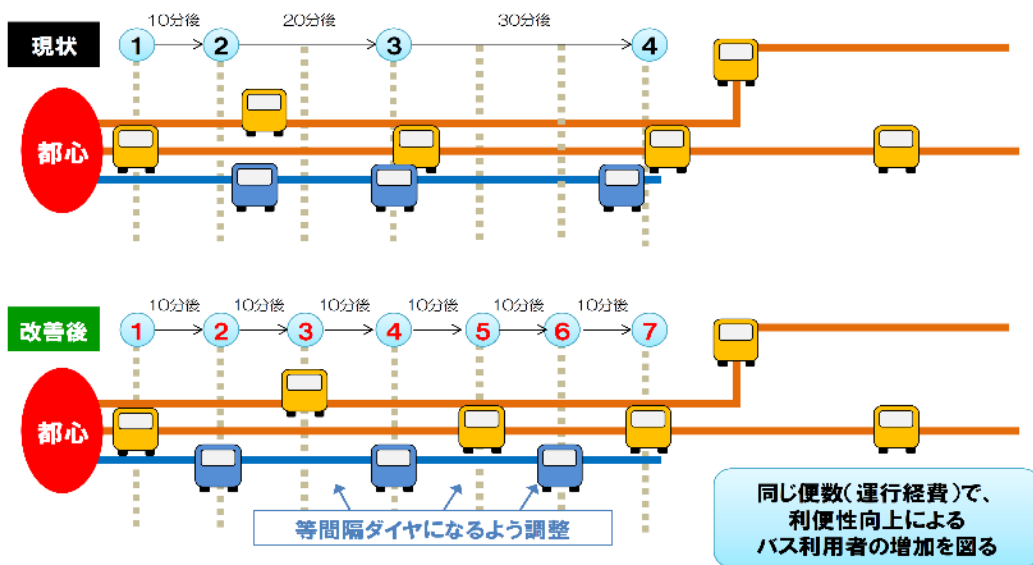 現状
10分後
20分後
30分後
1
2
3
4
都心
改善後
10分後
10分後
10分後
10分後
10分後
10分後
1
2
3
4
5
6
7
都心
等間隔ダイヤになるよう調整
同じ便数(運行経費)で、
利便性向上による
バス利用者の増加を図る